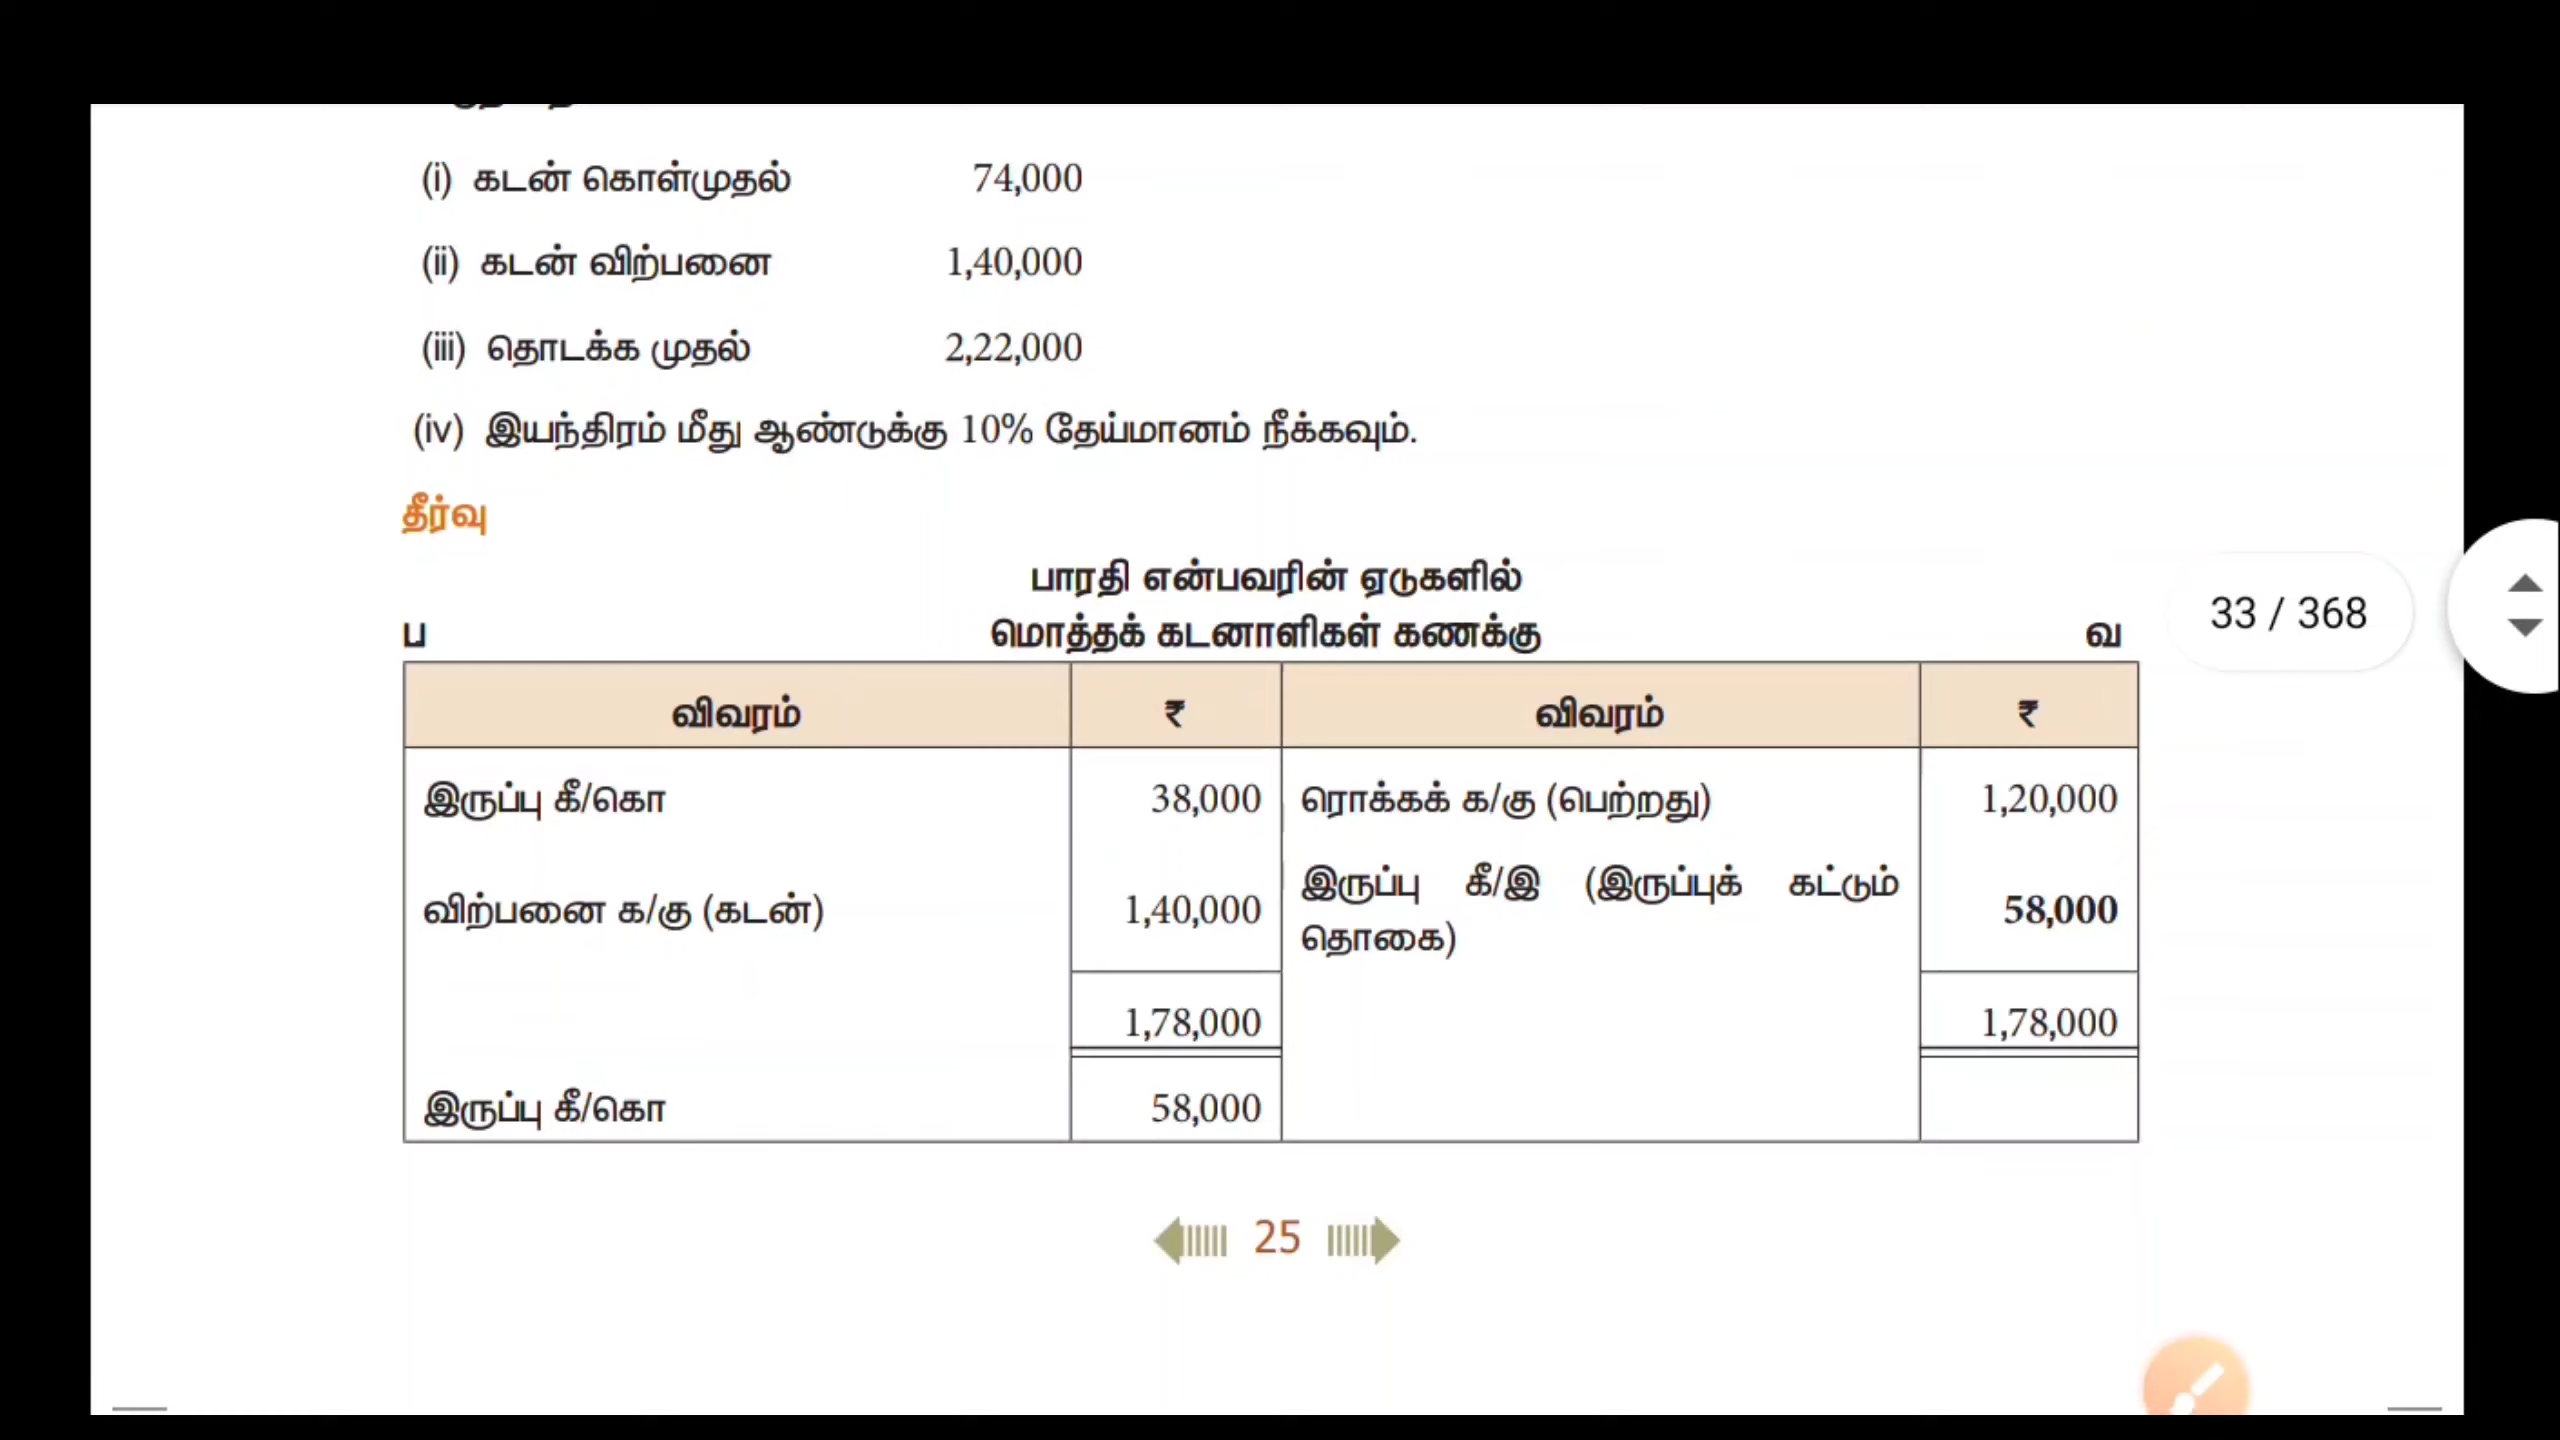 (i) கடன் கொள்முதல் 74,000
(ii) கடன் விற்பனை 1,40,000
(iii) தொடக்க முதல் 2,22,000
(iv) இயந்திரம் மீது ஆண்டுக்கு 10% தேய்மானம் நீக்கவும்.
தீர்வு
பாரதி என்பவரின் ஏடுகளில்
ப மொத்தக் கடனாளிகள் கணக்கு வ
33 / 368
விவரம் ₹ விவரம் ₹
இருப்பு கீ/கொ 38,000 ரொக்கக் க/கு (பெற்றது) 1,20,000
விற்பனை க/கு (கடன்) 1,40,000 இருப்பு கீ/இ (இருப்புக் கட்டும் தொகை) 58,000
1,78,000 1,78,000
இருப்பு கீ/கொ 58,000
25